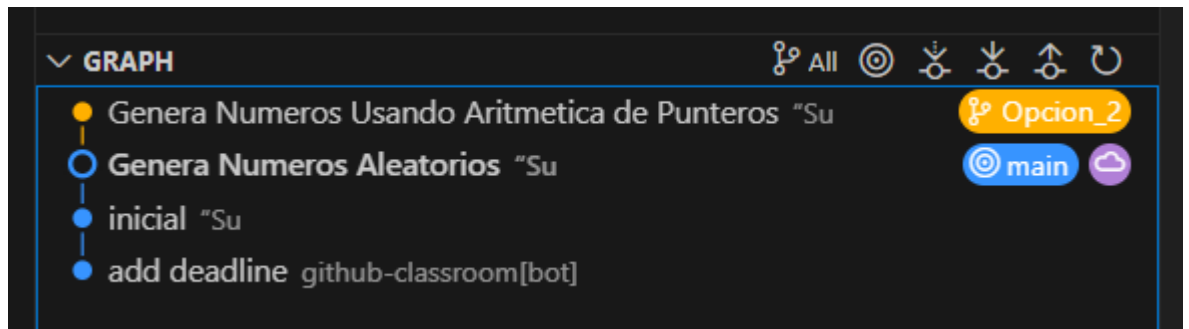 GRAPH All
Genera Numeros Usando Aritmetica de Punteros “Su Opcion_2
Genera Numeros Aleatorios “Su main
inicial “Su
add deadline github-classroom[bot]